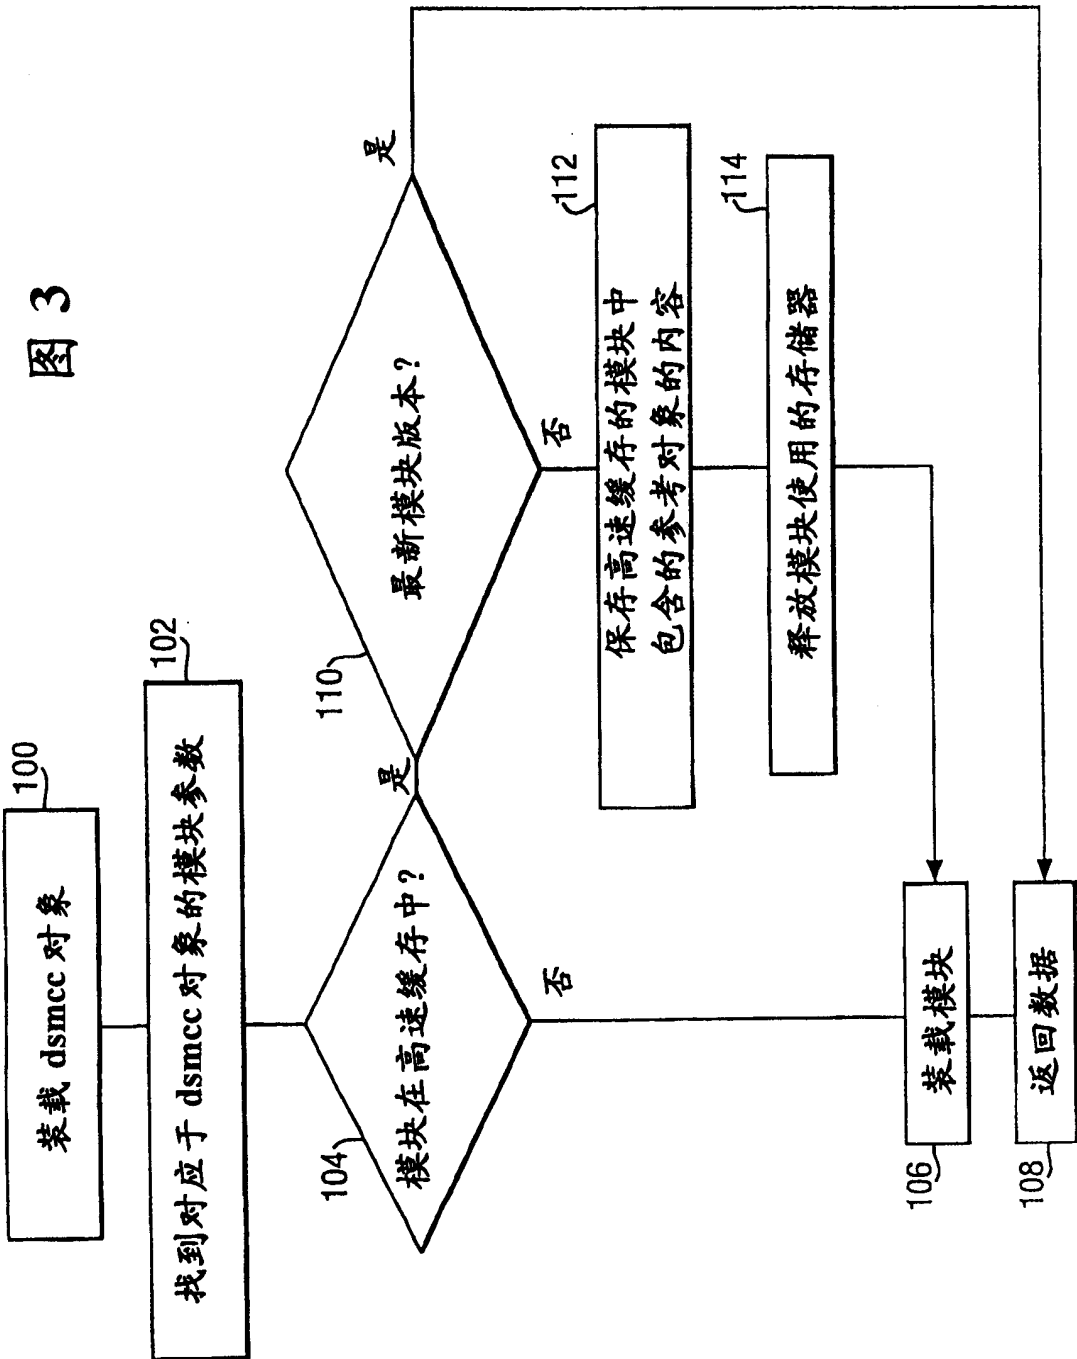 图 3
装载 dsmcc 对象
100
找到对应于 dsmcc 对象的模块参数
102
模块在高速缓存中?
104
是
否
最新模块版本?
110
是
否
保存高速缓存的模块中
包含的参考对象的内容
112
释放模块使用的存储器
114
装载模块
106
返回数据
108